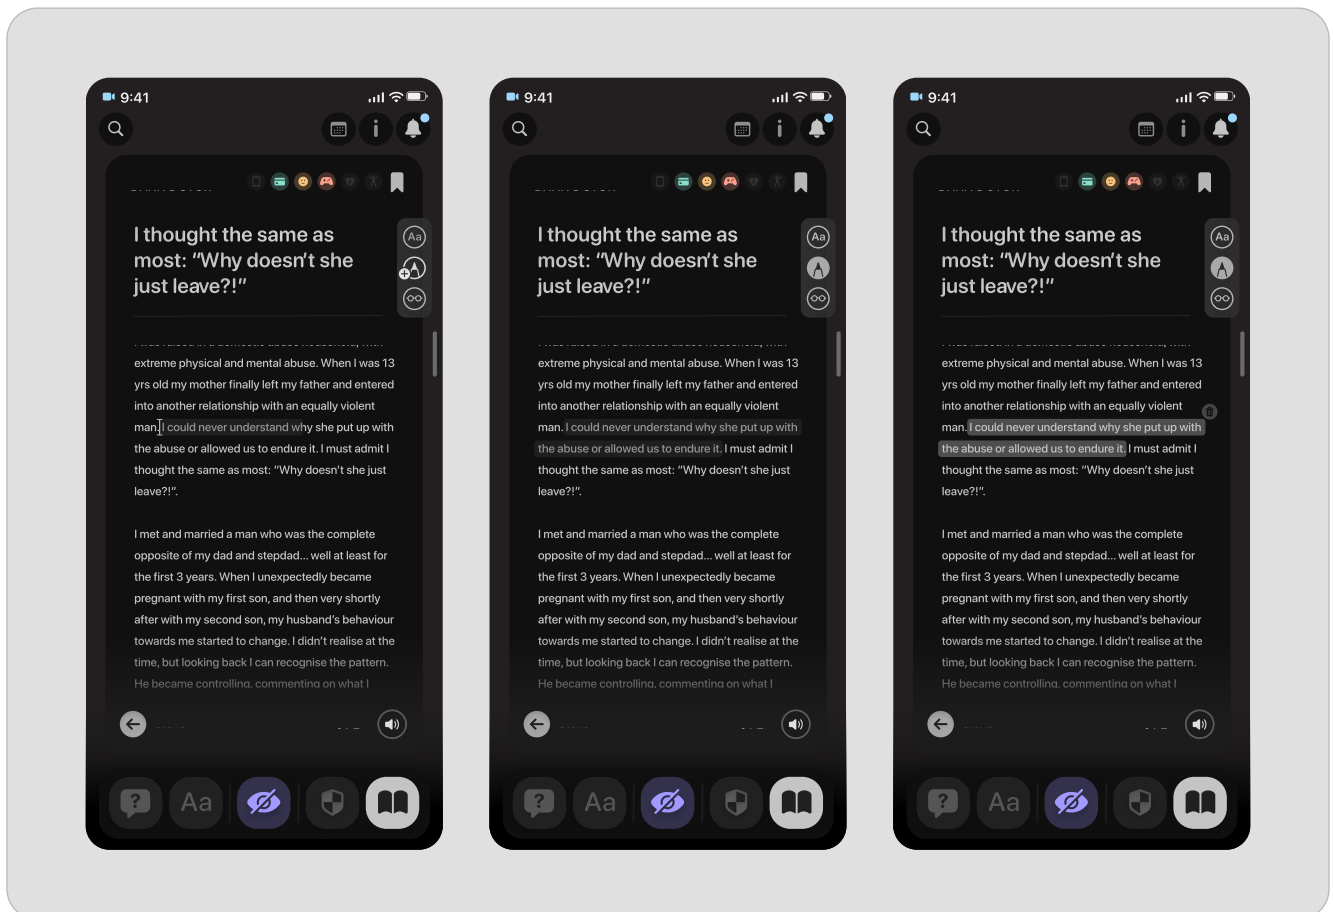 9:41
I thought the same as
most: “Why doesn’t she
just leave?!”
Aa
extreme physical and mental abuse. When I was 13
yrs old my mother finally left my father and entered
into another relationship with an equally violent
man. I could never understand why she put up with
the abuse or allowed us to endure it. I must admit I
thought the same as most: “Why doesn’t she just
leave?!”.
I met and married a man who was the complete
opposite of my dad and stepdad... well at least for
the first 3 years. When I unexpectedly became
pregnant with my first son, and then very shortly
after with my second son, my husband’s behaviour
towards me started to change. I didn’t realise at the
time, but looking back I can recognise the pattern.
He became controlling, commenting on what I
?
Aa
9:41
I thought the same as
most: “Why doesn’t she
just leave?!”
Aa
extreme physical and mental abuse. When I was 13
yrs old my mother finally left my father and entered
into another relationship with an equally violent
man. I could never understand why she put up with
the abuse or allowed us to endure it. I must admit I
thought the same as most: “Why doesn’t she just
leave?!”.
I met and married a man who was the complete
opposite of my dad and stepdad... well at least for
the first 3 years. When I unexpectedly became
pregnant with my first son, and then very shortly
after with my second son, my husband’s behaviour
towards me started to change. I didn’t realise at the
time, but looking back I can recognise the pattern.
He became controlling, commenting on what I
?
Aa
9:41
I thought the same as
most: “Why doesn’t she
just leave?!”
Aa
extreme physical and mental abuse. When I was 13
yrs old my mother finally left my father and entered
into another relationship with an equally violent
man. I could never understand why she put up with
the abuse or allowed us to endure it. I must admit I
thought the same as most: “Why doesn’t she just
leave?!”.
I met and married a man who was the complete
opposite of my dad and stepdad... well at least for
the first 3 years. When I unexpectedly became
pregnant with my first son, and then very shortly
after with my second son, my husband’s behaviour
towards me started to change. I didn’t realise at the
time, but looking back I can recognise the pattern.
He became controlling, commenting on what I
?
Aa